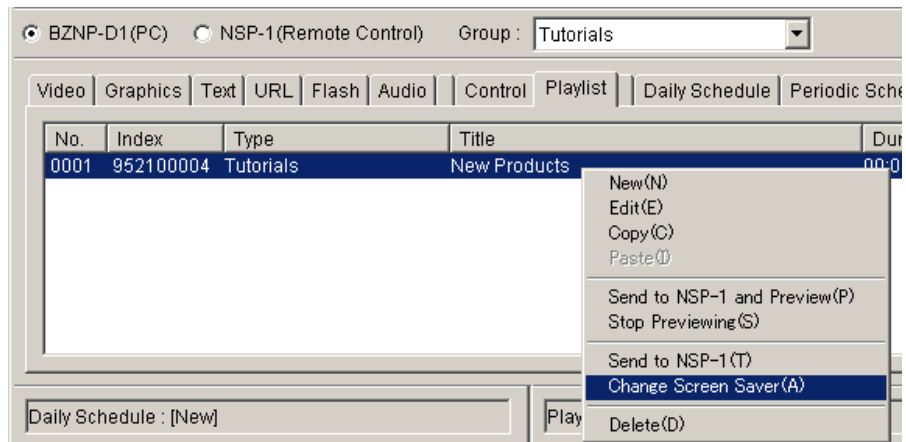 BZNP-D1(PC) NSP-1(Remote Control) Group : Tutorials
Video Graphics Text URL Flash Audio Control Playlist Daily Schedule Periodic Sche
No. Index Type Title Dur
0001 952100004 Tutorials New Products 00:0
New(N)
Edit(E)
Copy(C)
Paste(I)
Send to NSP-1 and Preview(P)
Stop Previewing(S)
Send to NSP-1(T)
Change Screen Saver(A)
Delete(D)
Daily Schedule : [New] Play